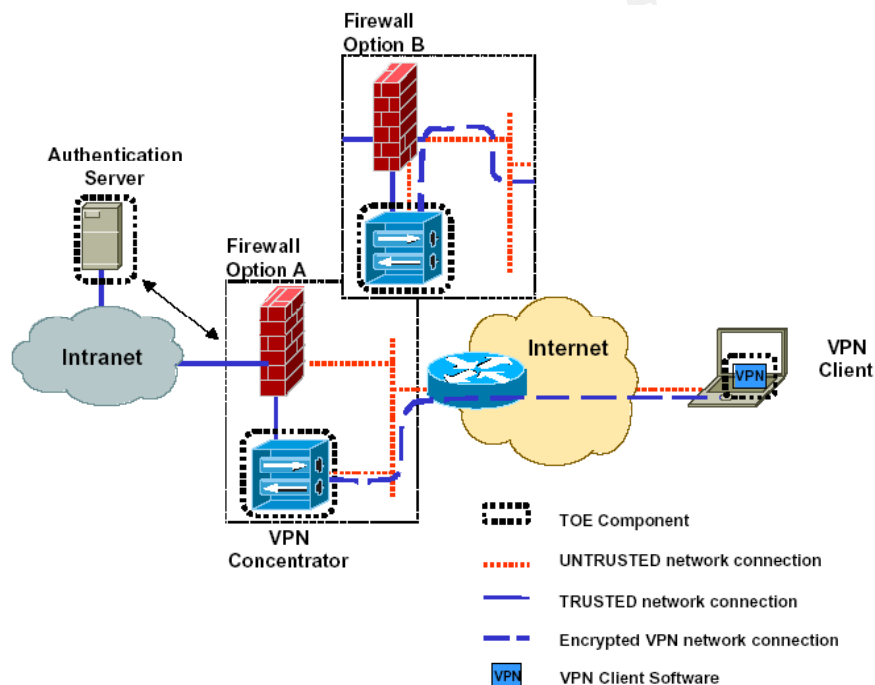 Firewall
Option B
Authentication
Server
Firewall
Option A
Intranet
Internet
VPN
Client
VPN
VPN
Concentrator
TOE Component
UNTRUSTED network connection
TRUSTED network connection
Encrypted VPN network connection
VPN
VPN Client Software